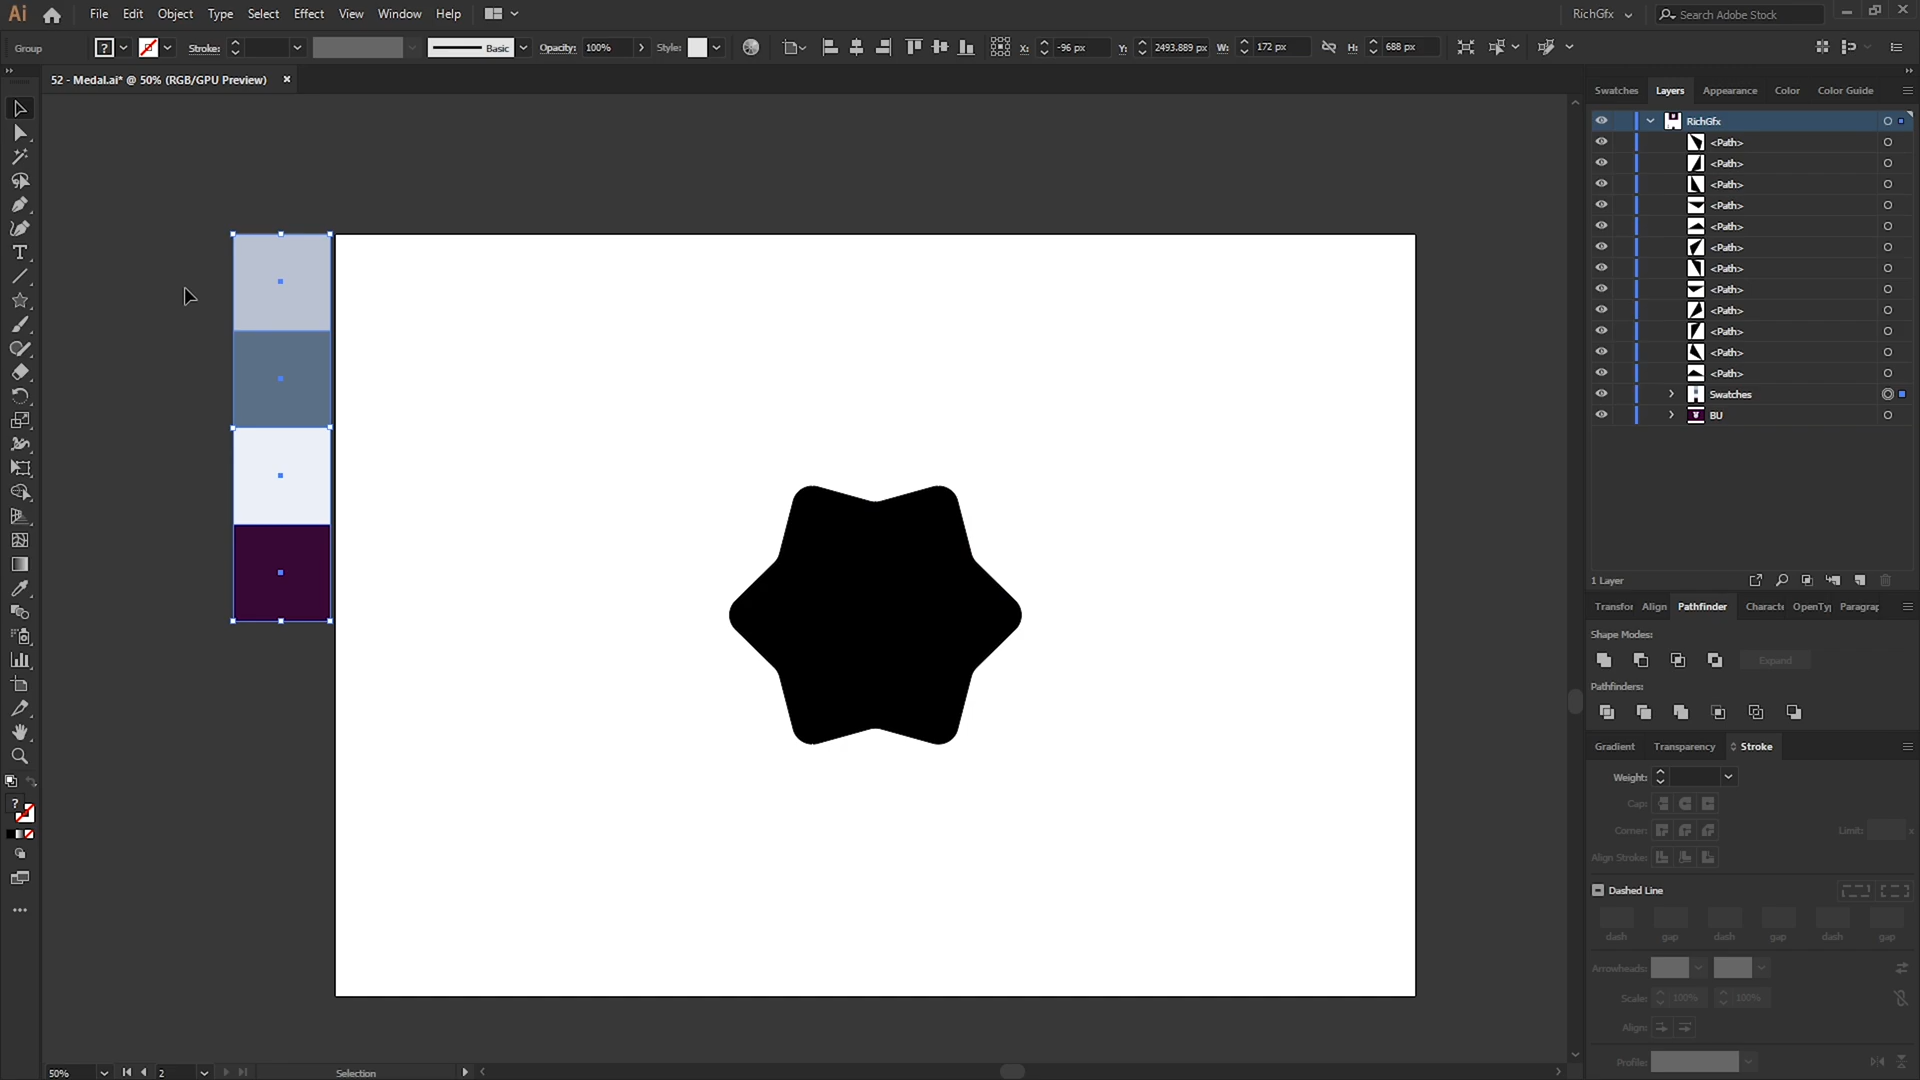 Ai File Edit Object Type Select Effect View Window Help RichGfx Search Adobe Stock
Group Stroke: Basic Opacity: 100% Style: X: -96 px Y: 2493.889 px W: 172 px H: 688 px
52 - Medal.ai* @ 50% (RGB/GPU Preview) ×
Swatches Layers Appearance Color Color Guide
RichGfx
<Path>
<Path>
<Path>
<Path>
<Path>
<Path>
<Path>
<Path>
<Path>
<Path>
<Path>
<Path>
Swatches
BU
1 Layer
Transfor Align Pathfinder Characte OpenTy Paragrap
Shape Modes:
Expand
Pathfinders:
Gradient Transparency Stroke
Weight:
Cap:
Corner: Limit: x
Align Stroke:
Dashed Line
dash gap dash gap dash gap
Arrowheads:
Scale: 100% 100%
Align:
Profile:
50% 2 Selection